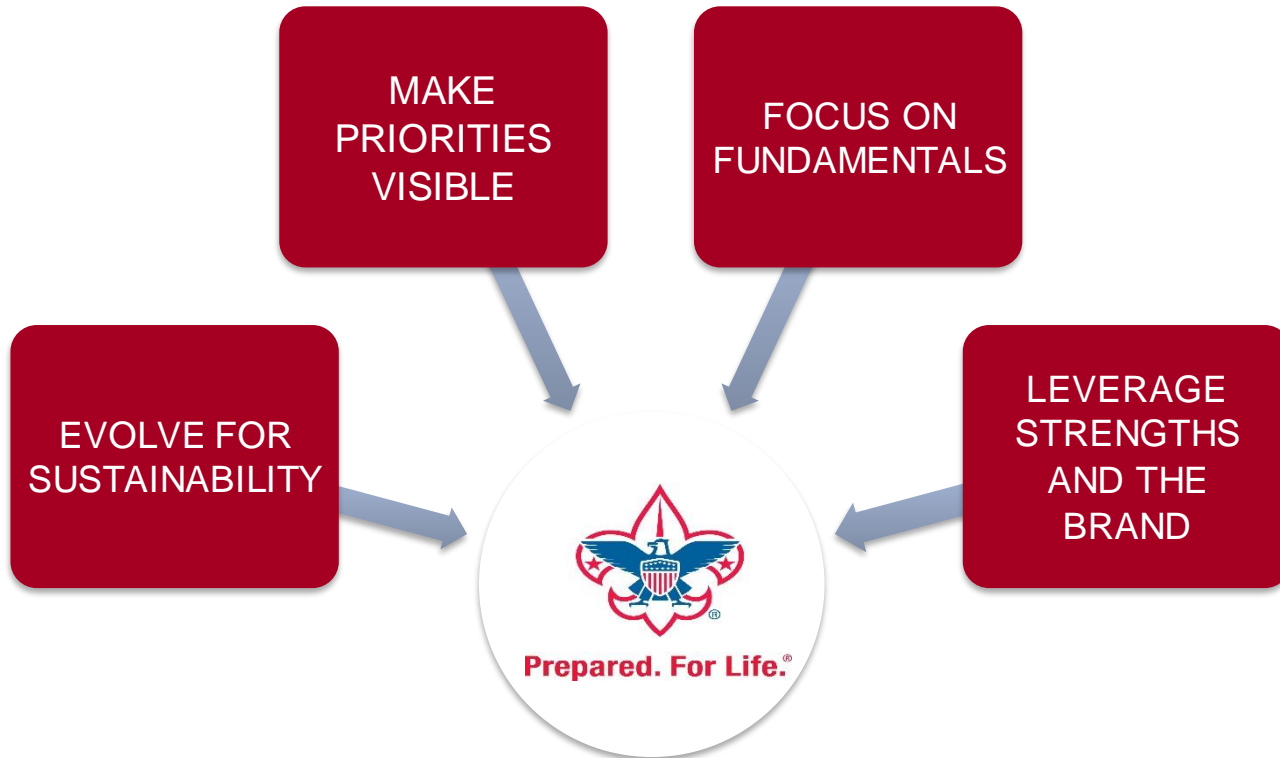 MAKE
PRIORITIES
VISIBLE
FOCUS ON
FUNDAMENTALS
EVOLVE FOR
SUSTAINABILITY
LEVERAGE
STRENGTHS
AND THE
BRAND
®
Prepared. For Life.®